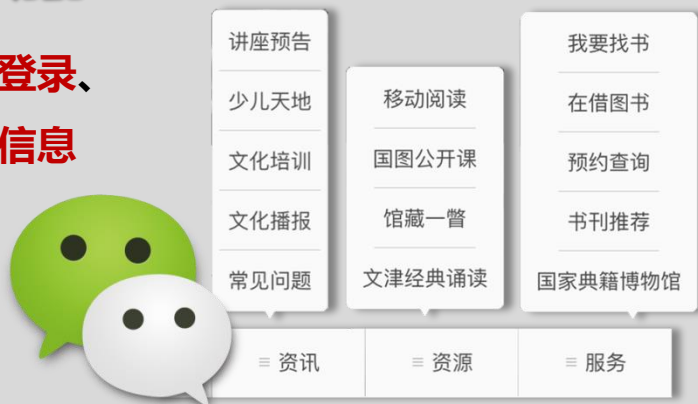 登录、
信息
讲座预告
少儿天地
文化培训
文化播报
常见问题
移动阅读
国图公开课
馆藏一瞥
文津经典诵读
我要找书
在借图书
预约查询
书刊推荐
国家典籍博物馆
资讯
资源
服务